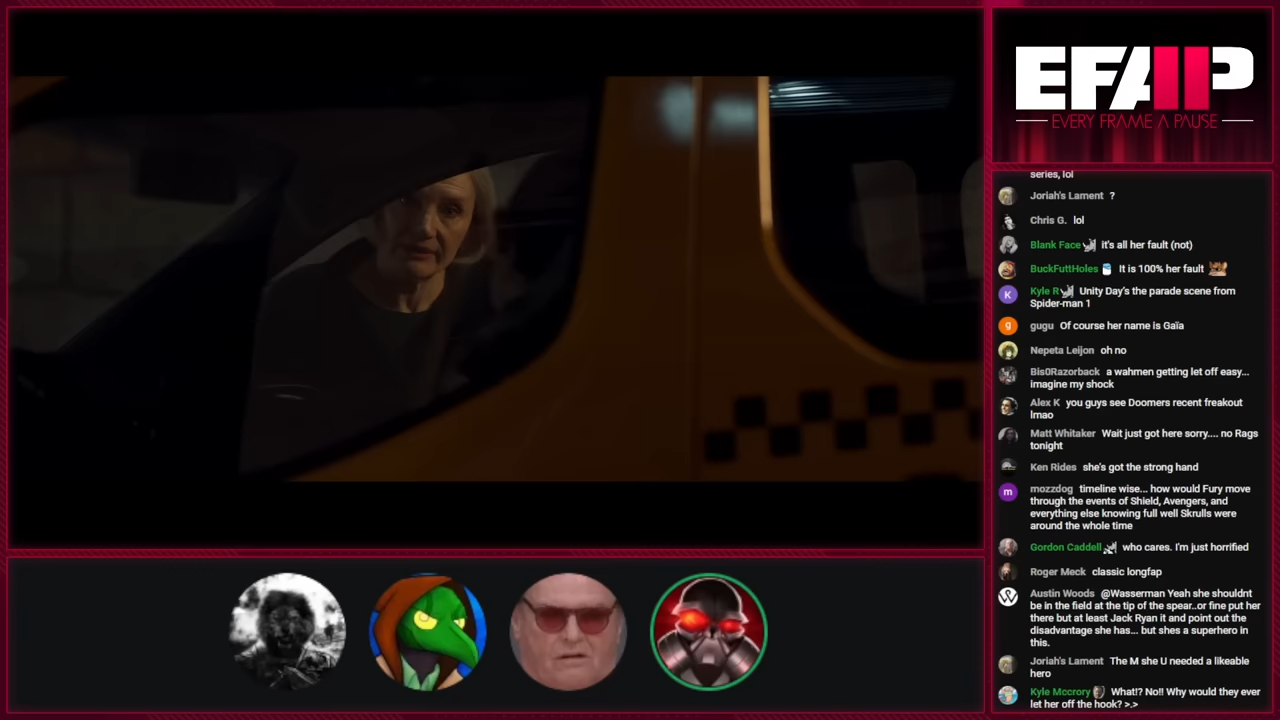 EFAP
EVERY FRAME A PAUSE
series, lol
Joriah's Lament ?
Chris G. lol
Blank Face it's all her fault (not)
BuckFuttHoles It is 100% her fault
K
Kyle R Unity Day's the parade scene from
Spider-man 1
g
gugu Of course her name is Gaïa
Nepeta Leijon oh no
Bis0Razorback a wahmen getting let off easy...
imagine my shock
Alex K you guys see Doomers recent freakout
lmao
Matt Whitaker Wait just got here sorry.... no Rags
tonight
Ken Rides she's got the strong hand
m
mozzdog timeline wise... how would Fury move
through the events of Shield, Avengers, and
everything else knowing full well Skrulls were
around the whole time
Gordon Caddell who cares. I'm just horrified
Roger Meck classic longfap
Austin Woods @Wasserman Yeah she shouldnt
be in the field at the tip of the spear..or fine put her
there but at least Jack Ryan it and point out the
disadvantage she has... but shes a superhero in
this.
Joriah's Lament The M she U needed a likeable
hero
Kyle Mccrory What!? No!! Why would they ever
let her off the hook? >.>